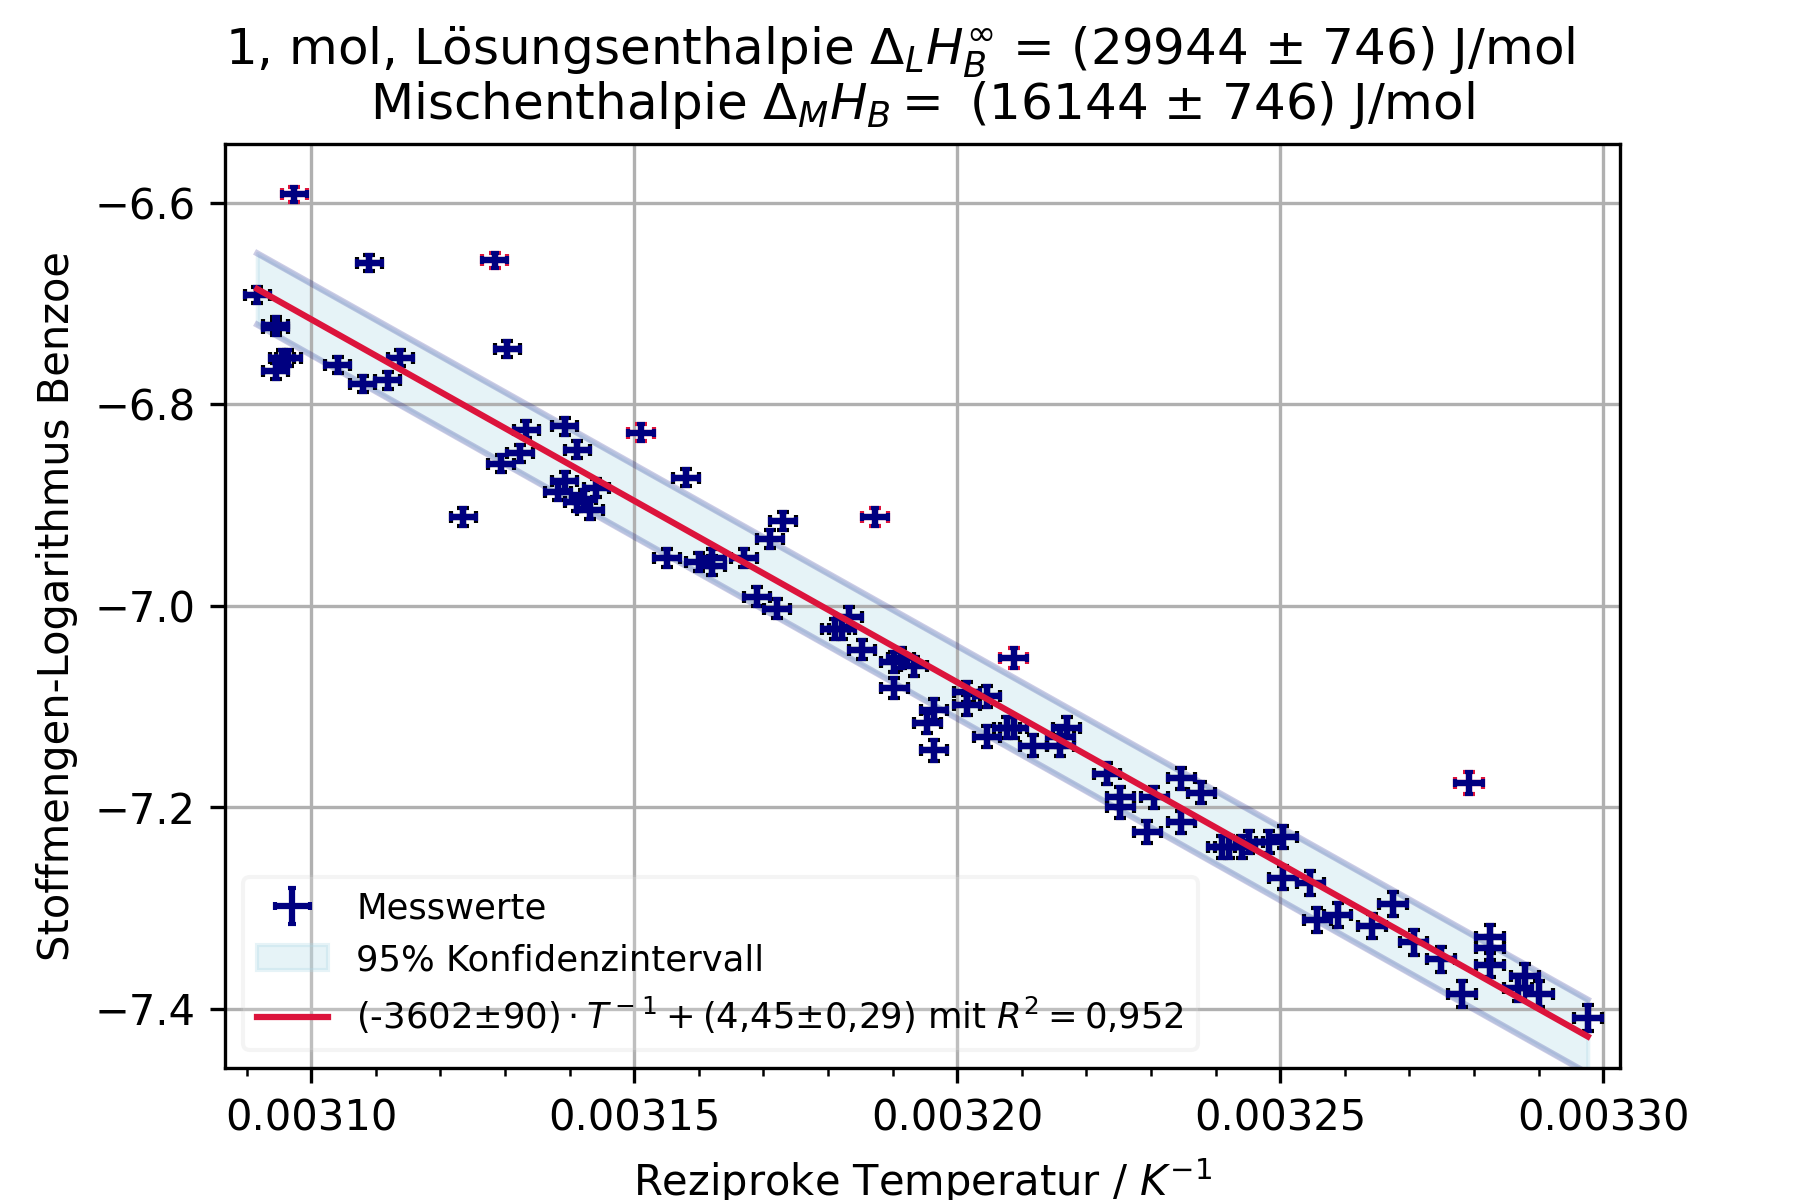 1, mol, Lösungsenthalpie Δ_L H_B^∞ = (29944 ± 746) J/mol
Mischenthalpie Δ_M H_B = (16144 ± 746) J/mol
Stoffmengen-Logarithmus Benzoe
−6.6
−6.8
−7.0
−7.2
−7.4
Messwerte
95% Konfidenzintervall
(-3602±90) · T⁻¹ + (4,45±0,29) mit R² = 0,952
0.00310 0.00315 0.00320 0.00325 0.00330
Reziproke Temperatur / K⁻¹